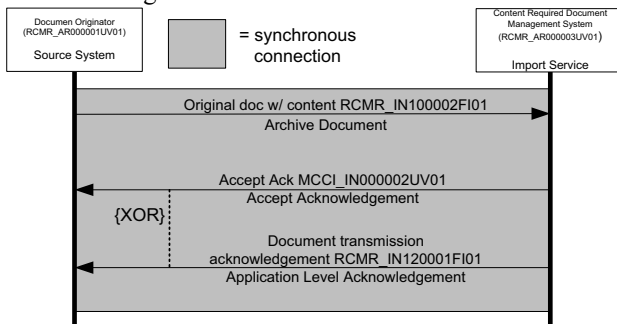 Documen Originator
(RCMR_AR000001UV01)
Source System
= synchronous
connection
Content Required Document
Management System
(RCMR_AR000003UV01)
Import Service
Original doc w/ content RCMR_IN100002FI01
Archive Document
Accept Ack MCCI_IN000002UV01
Accept Acknowledgement
{XOR}
Document transmission
acknowledgement RCMR_IN120001FI01
Application Level Acknowledgement